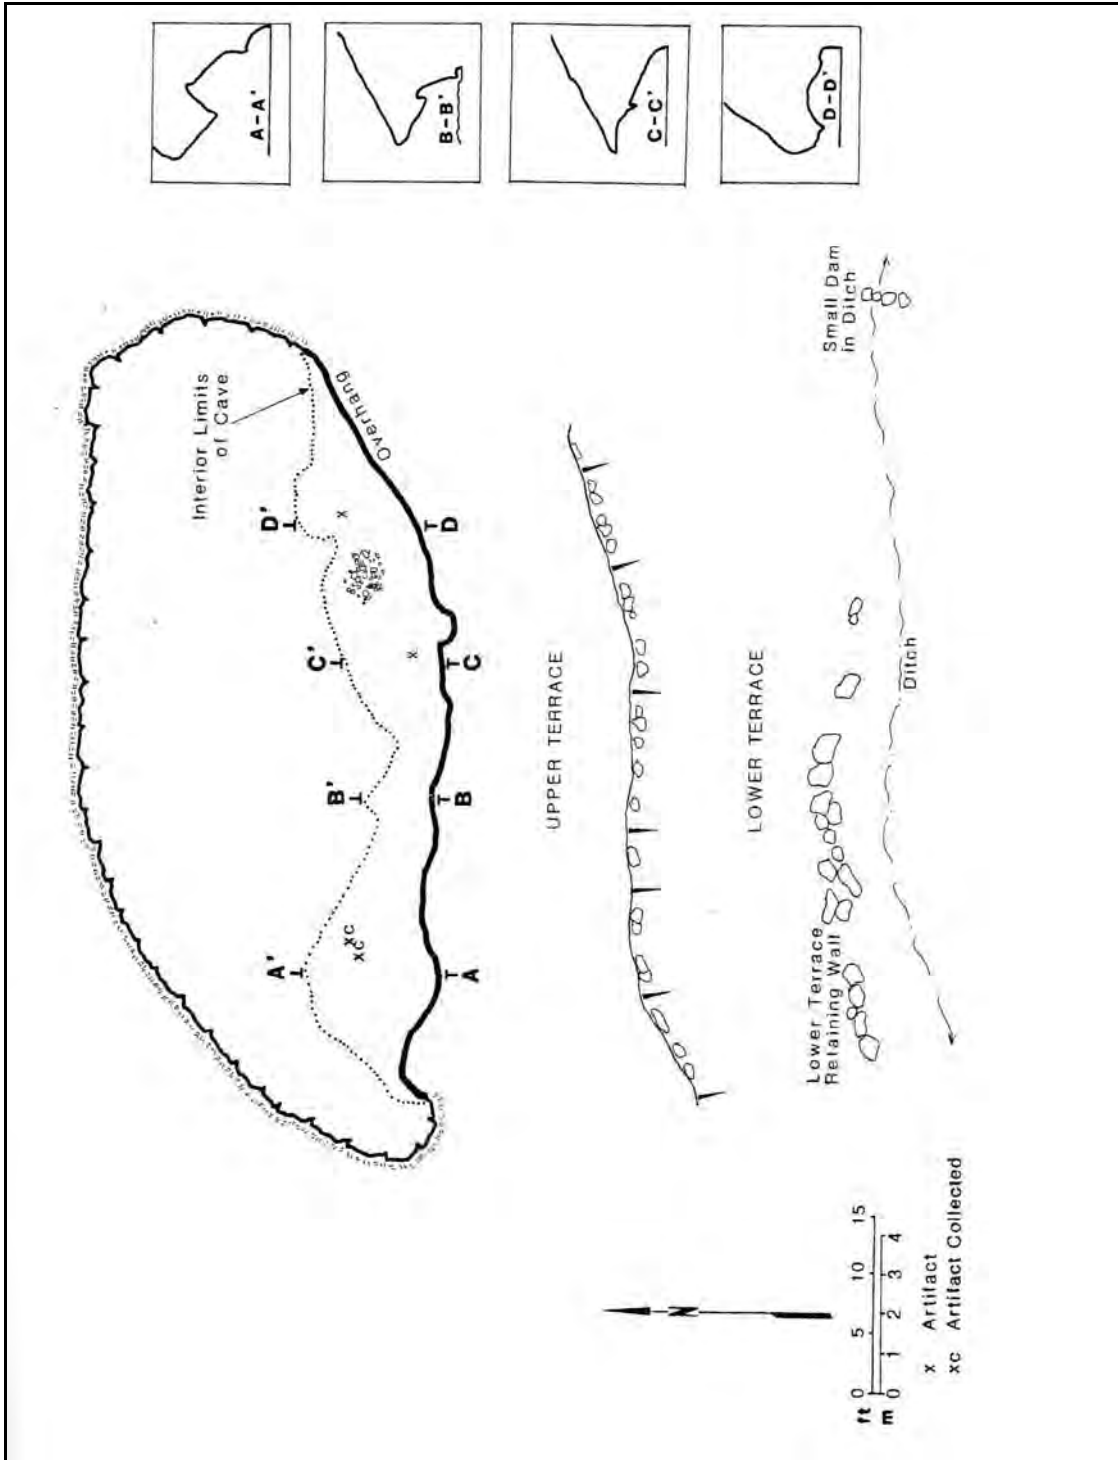 A-A'
B-B'
C-C'
D-D'
Interior Limits
of Cave
Overhang
A'
B'
C'
D'
A
B
C
D
UPPER TERRACE
LOWER TERRACE
Small Dam
in Ditch
Lower Terrace
Retaining Wall
Ditch
x
x
xc
xc
N
ft 0 5 10 15
m 0 1 2 3 4
x Artifact
xc Artifact Collected